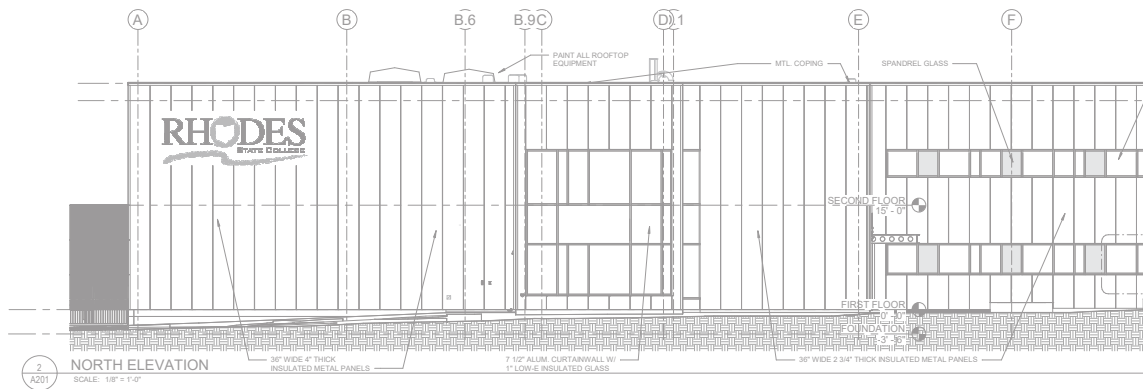 A B B.6 B.9 C D D.1 E F
PAINT ALL ROOFTOP
EQUIPMENT
MTL. COPING
SPANDREL GLASS
RHODES
STATE COLLEGE
SECOND FLOOR
15' - 0"
FIRST FLOOR
0' - 0"
FOUNDATION
-3' - 6"
2
A201
NORTH ELEVATION
SCALE: 1/8" = 1'-0"
36" WIDE 4" THICK
INSULATED METAL PANELS
7 1/2" ALUM. CURTAINWALL W/
1" LOW-E INSULATED GLASS
36" WIDE 2 3/4" THICK INSULATED METAL PANELS